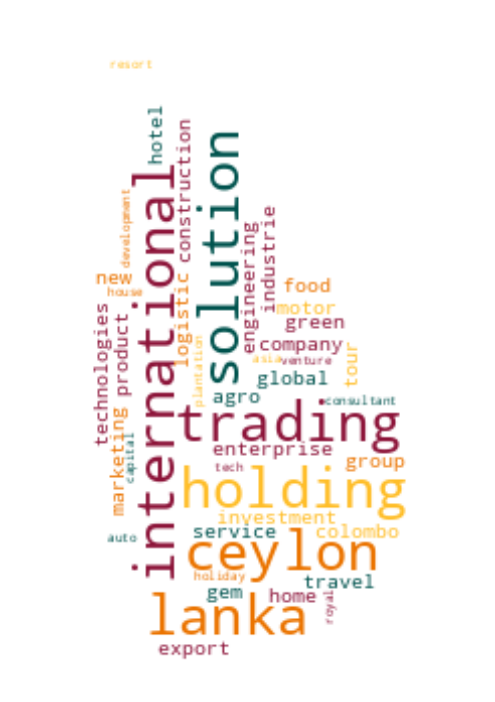 resort
hotel
construction
solution
international
development
industrie
engineering
new
house
logistic
food
motor
green
technologies
product
company
asia
venture
tour
plantation
global
agro
consultant
trading
marketing
capital
enterprise
group
tech
holding
investment
service
colombo
auto
ceylon
holiday
travel
gem
home
royal
lanka
export